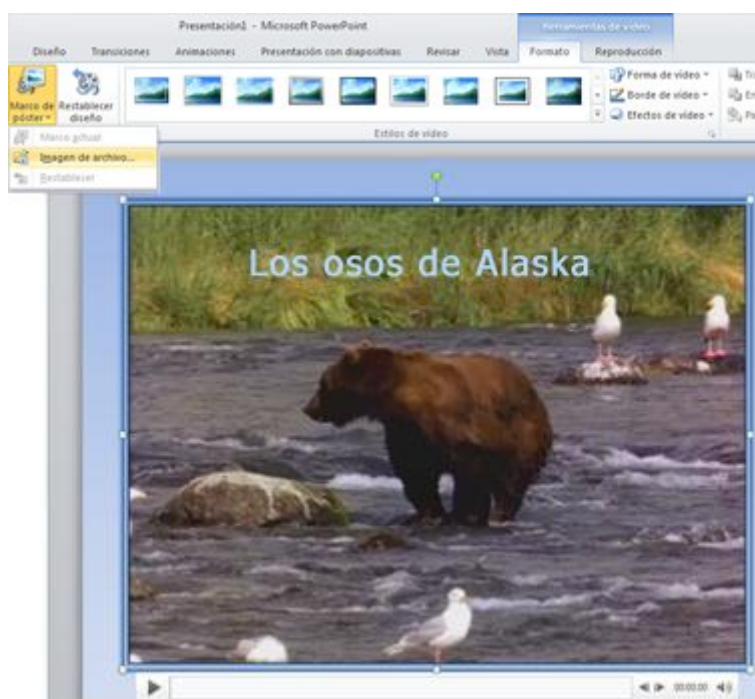 Presentación1 - Microsoft PowerPoint
Herramientas de vídeo
Diseño Transiciones Animaciones Presentación con diapositivas Revisar Vista Formato Reproducción
Marco de póster Restablecer diseño
Forma de vídeo
Borde de vídeo
Efectos de vídeo
Estilos de vídeo
Marco actual
Imagen de archivo...
Restablecer
Los osos de Alaska
00:00.00